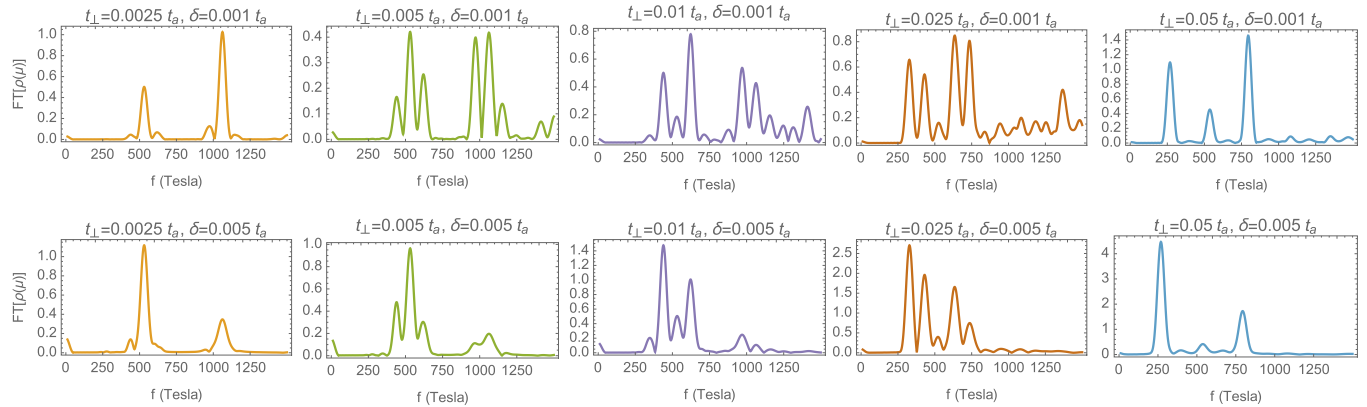 t⊥=0.0025 tₐ, δ=0.001 tₐ
FT[ρ(μ)]
1.0
0.8
0.6
0.4
0.2
0.0
0 250 500 750 1000 1250
f (Tesla)
t⊥=0.005 tₐ, δ=0.001 tₐ
0.4
0.3
0.2
0.1
0.0
0 250 500 750 1000 1250
f (Tesla)
t⊥=0.01 tₐ, δ=0.001 tₐ
0.8
0.6
0.4
0.2
0.0
0 250 500 750 1000 1250
f (Tesla)
t⊥=0.025 tₐ, δ=0.001 tₐ
0.8
0.6
0.4
0.2
0.0
0 250 500 750 1000 1250
f (Tesla)
t⊥=0.05 tₐ, δ=0.001 tₐ
1.4
1.2
1.0
0.8
0.6
0.4
0.2
0.0
0 250 500 750 1000 1250
f (Tesla)
t⊥=0.0025 tₐ, δ=0.005 tₐ
FT[ρ(μ)]
1.0
0.8
0.6
0.4
0.2
0.0
0 250 500 750 1000 1250
f (Tesla)
t⊥=0.005 tₐ, δ=0.005 tₐ
1.0
0.8
0.6
0.4
0.2
0.0
0 250 500 750 1000 1250
f (Tesla)
t⊥=0.01 tₐ, δ=0.005 tₐ
1.4
1.2
1.0
0.8
0.6
0.4
0.2
0.0
0 250 500 750 1000 1250
f (Tesla)
t⊥=0.025 tₐ, δ=0.005 tₐ
2.5
2.0
1.5
1.0
0.5
0.0
0 250 500 750 1000 1250
f (Tesla)
t⊥=0.05 tₐ, δ=0.005 tₐ
4
3
2
1
0
0 250 500 750 1000 1250
f (Tesla)